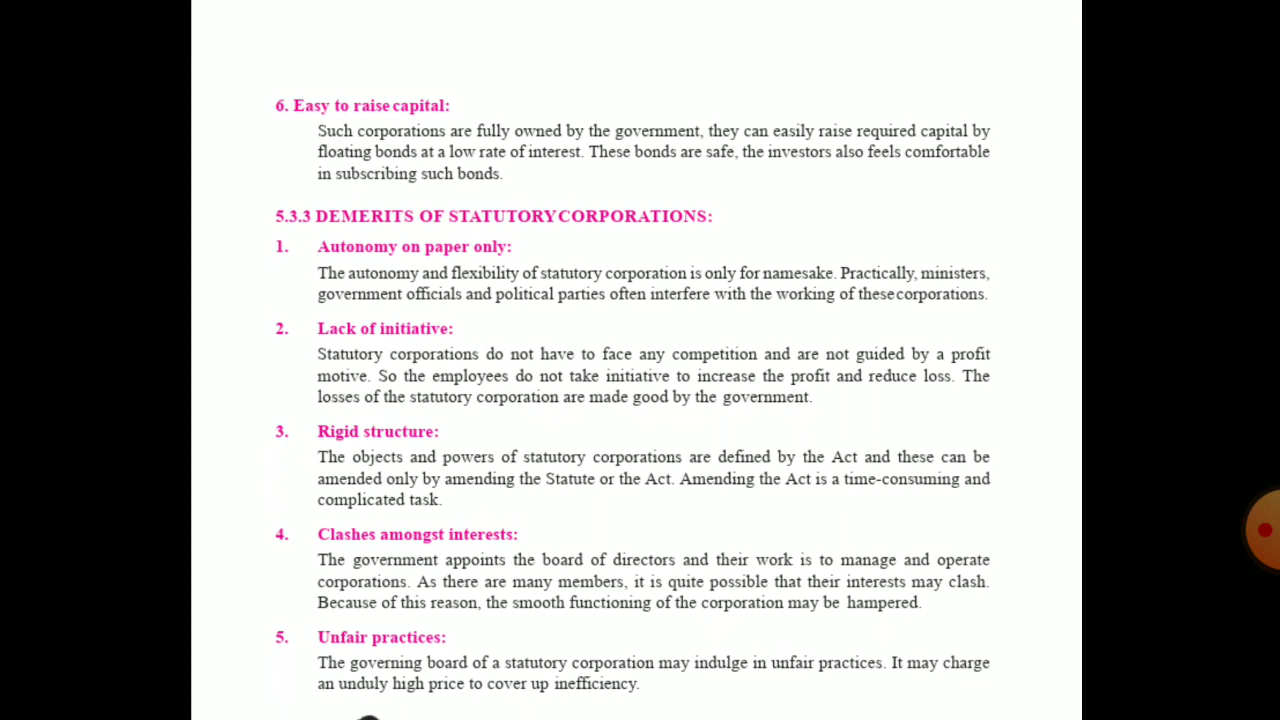 6. Easy to raise capital:
Such corporations are fully owned by the government, they can easily raise required capital by
floating bonds at a low rate of interest. These bonds are safe, the investors also feels comfortable
in subscribing such bonds.
5.3.3 DEMERITS OF STATUTORY CORPORATIONS:
1. Autonomy on paper only:
The autonomy and flexibility of statutory corporation is only for namesake. Practically, ministers,
government officials and political parties often interfere with the working of these corporations.
2. Lack of initiative:
Statutory corporations do not have to face any competition and are not guided by a profit
motive. So the employees do not take initiative to increase the profit and reduce loss. The
losses of the statutory corporation are made good by the government.
3. Rigid structure:
The objects and powers of statutory corporations are defined by the Act and these can be
amended only by amending the Statute or the Act. Amending the Act is a time-consuming and
complicated task.
4. Clashes amongst interests:
The government appoints the board of directors and their work is to manage and operate
corporations. As there are many members, it is quite possible that their interests may clash.
Because of this reason, the smooth functioning of the corporation may be hampered.
5. Unfair practices:
The governing board of a statutory corporation may indulge in unfair practices. It may charge
an unduly high price to cover up inefficiency.